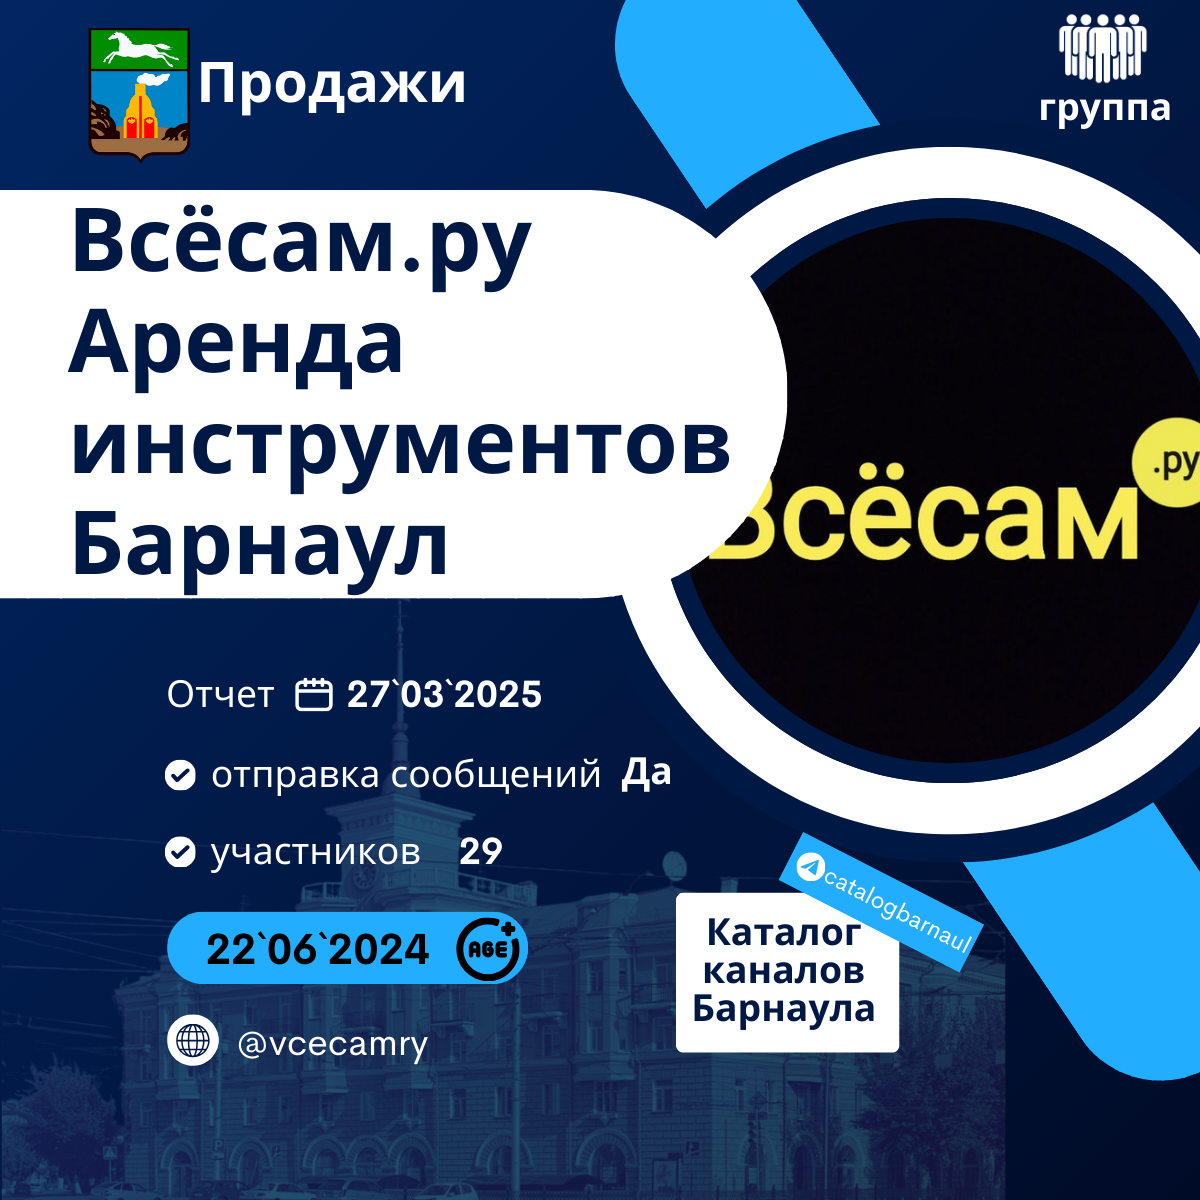 Продажи
группа
Всёсам.ру
Аренда
инструментов
Барнаул
Всёсам
.ру
Отчет 27`03`2025
отправка сообщений Да
участников 29
22`06`2024
AGE+
@vcecamry
catalogbarnaul
Каталог
каналов
Барнаула